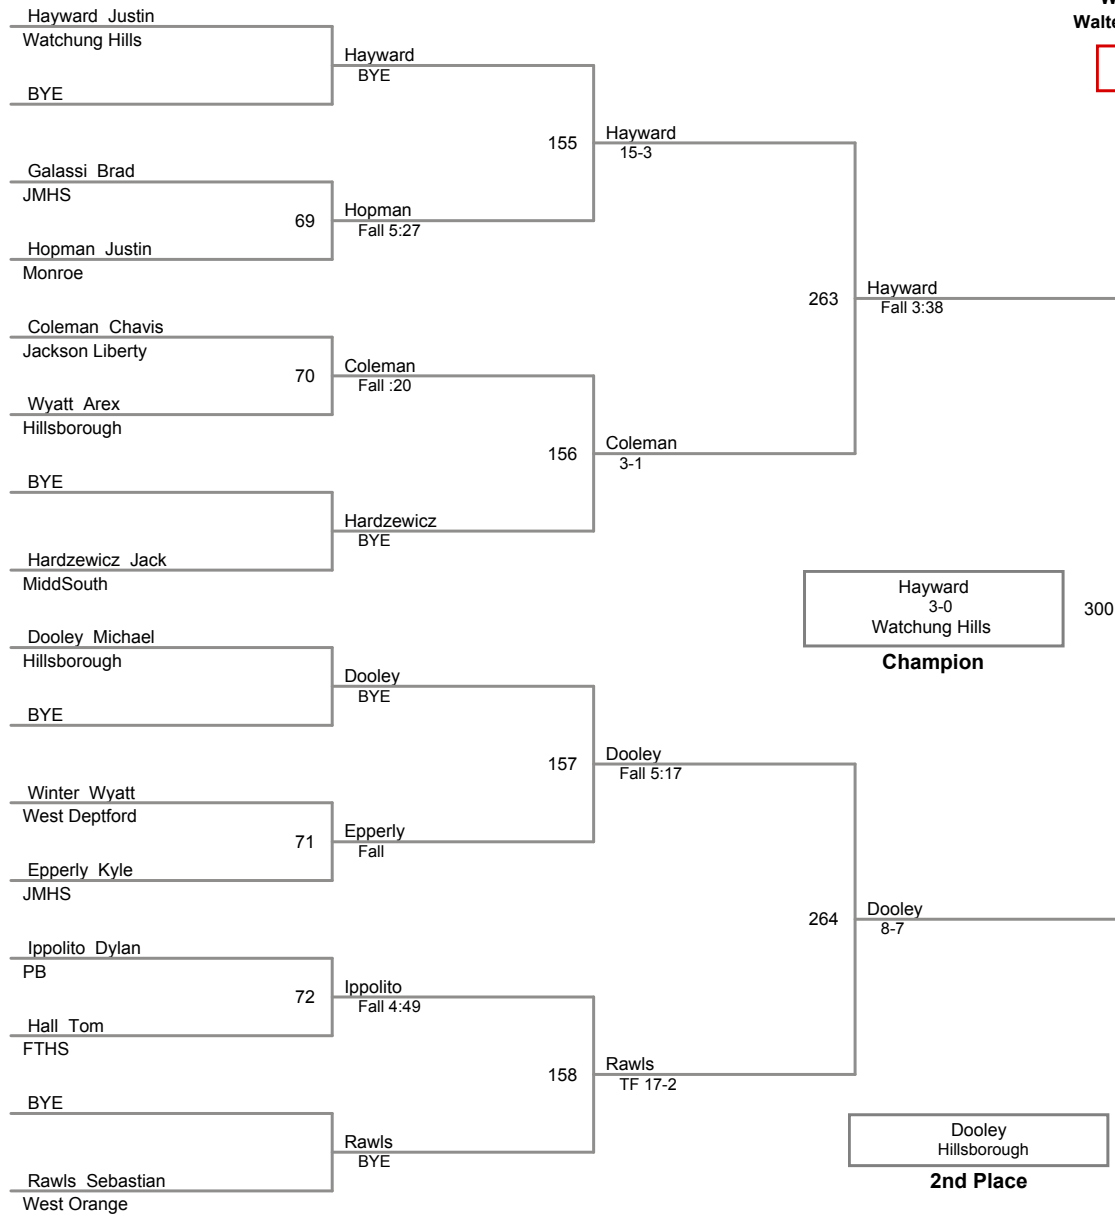 Hayward Justin
Watchung Hills
BYE
Galassi Brad
JMHS
69
Hopman Justin
Monroe
Coleman Chavis
Jackson Liberty
70
Wyatt Arex
Hillsborough
BYE
Hardzewicz Jack
MiddSouth
Dooley Michael
Hillsborough
BYE
Winter Wyatt
West Deptford
71
Epperly Kyle
JMHS
Ippolito Dylan
PB
72
Hall Tom
FTHS
BYE
Rawls Sebastian
West Orange
Hayward
BYE
155
Hopman
Fall 5:27
Coleman
Fall :20
156
Hardzewicz
BYE
Dooley
BYE
157
Epperly
Fall
Ippolito
Fall 4:49
158
Rawls
BYE
Hayward
15-3
263
Coleman
3-1
Dooley
Fall 5:17
264
Rawls
TF 17-2
Hayward
Fall 3:38
Dooley
8-7
Hayward
3-0
Watchung Hills
300
Champion
Dooley
Hillsborough
2nd Place